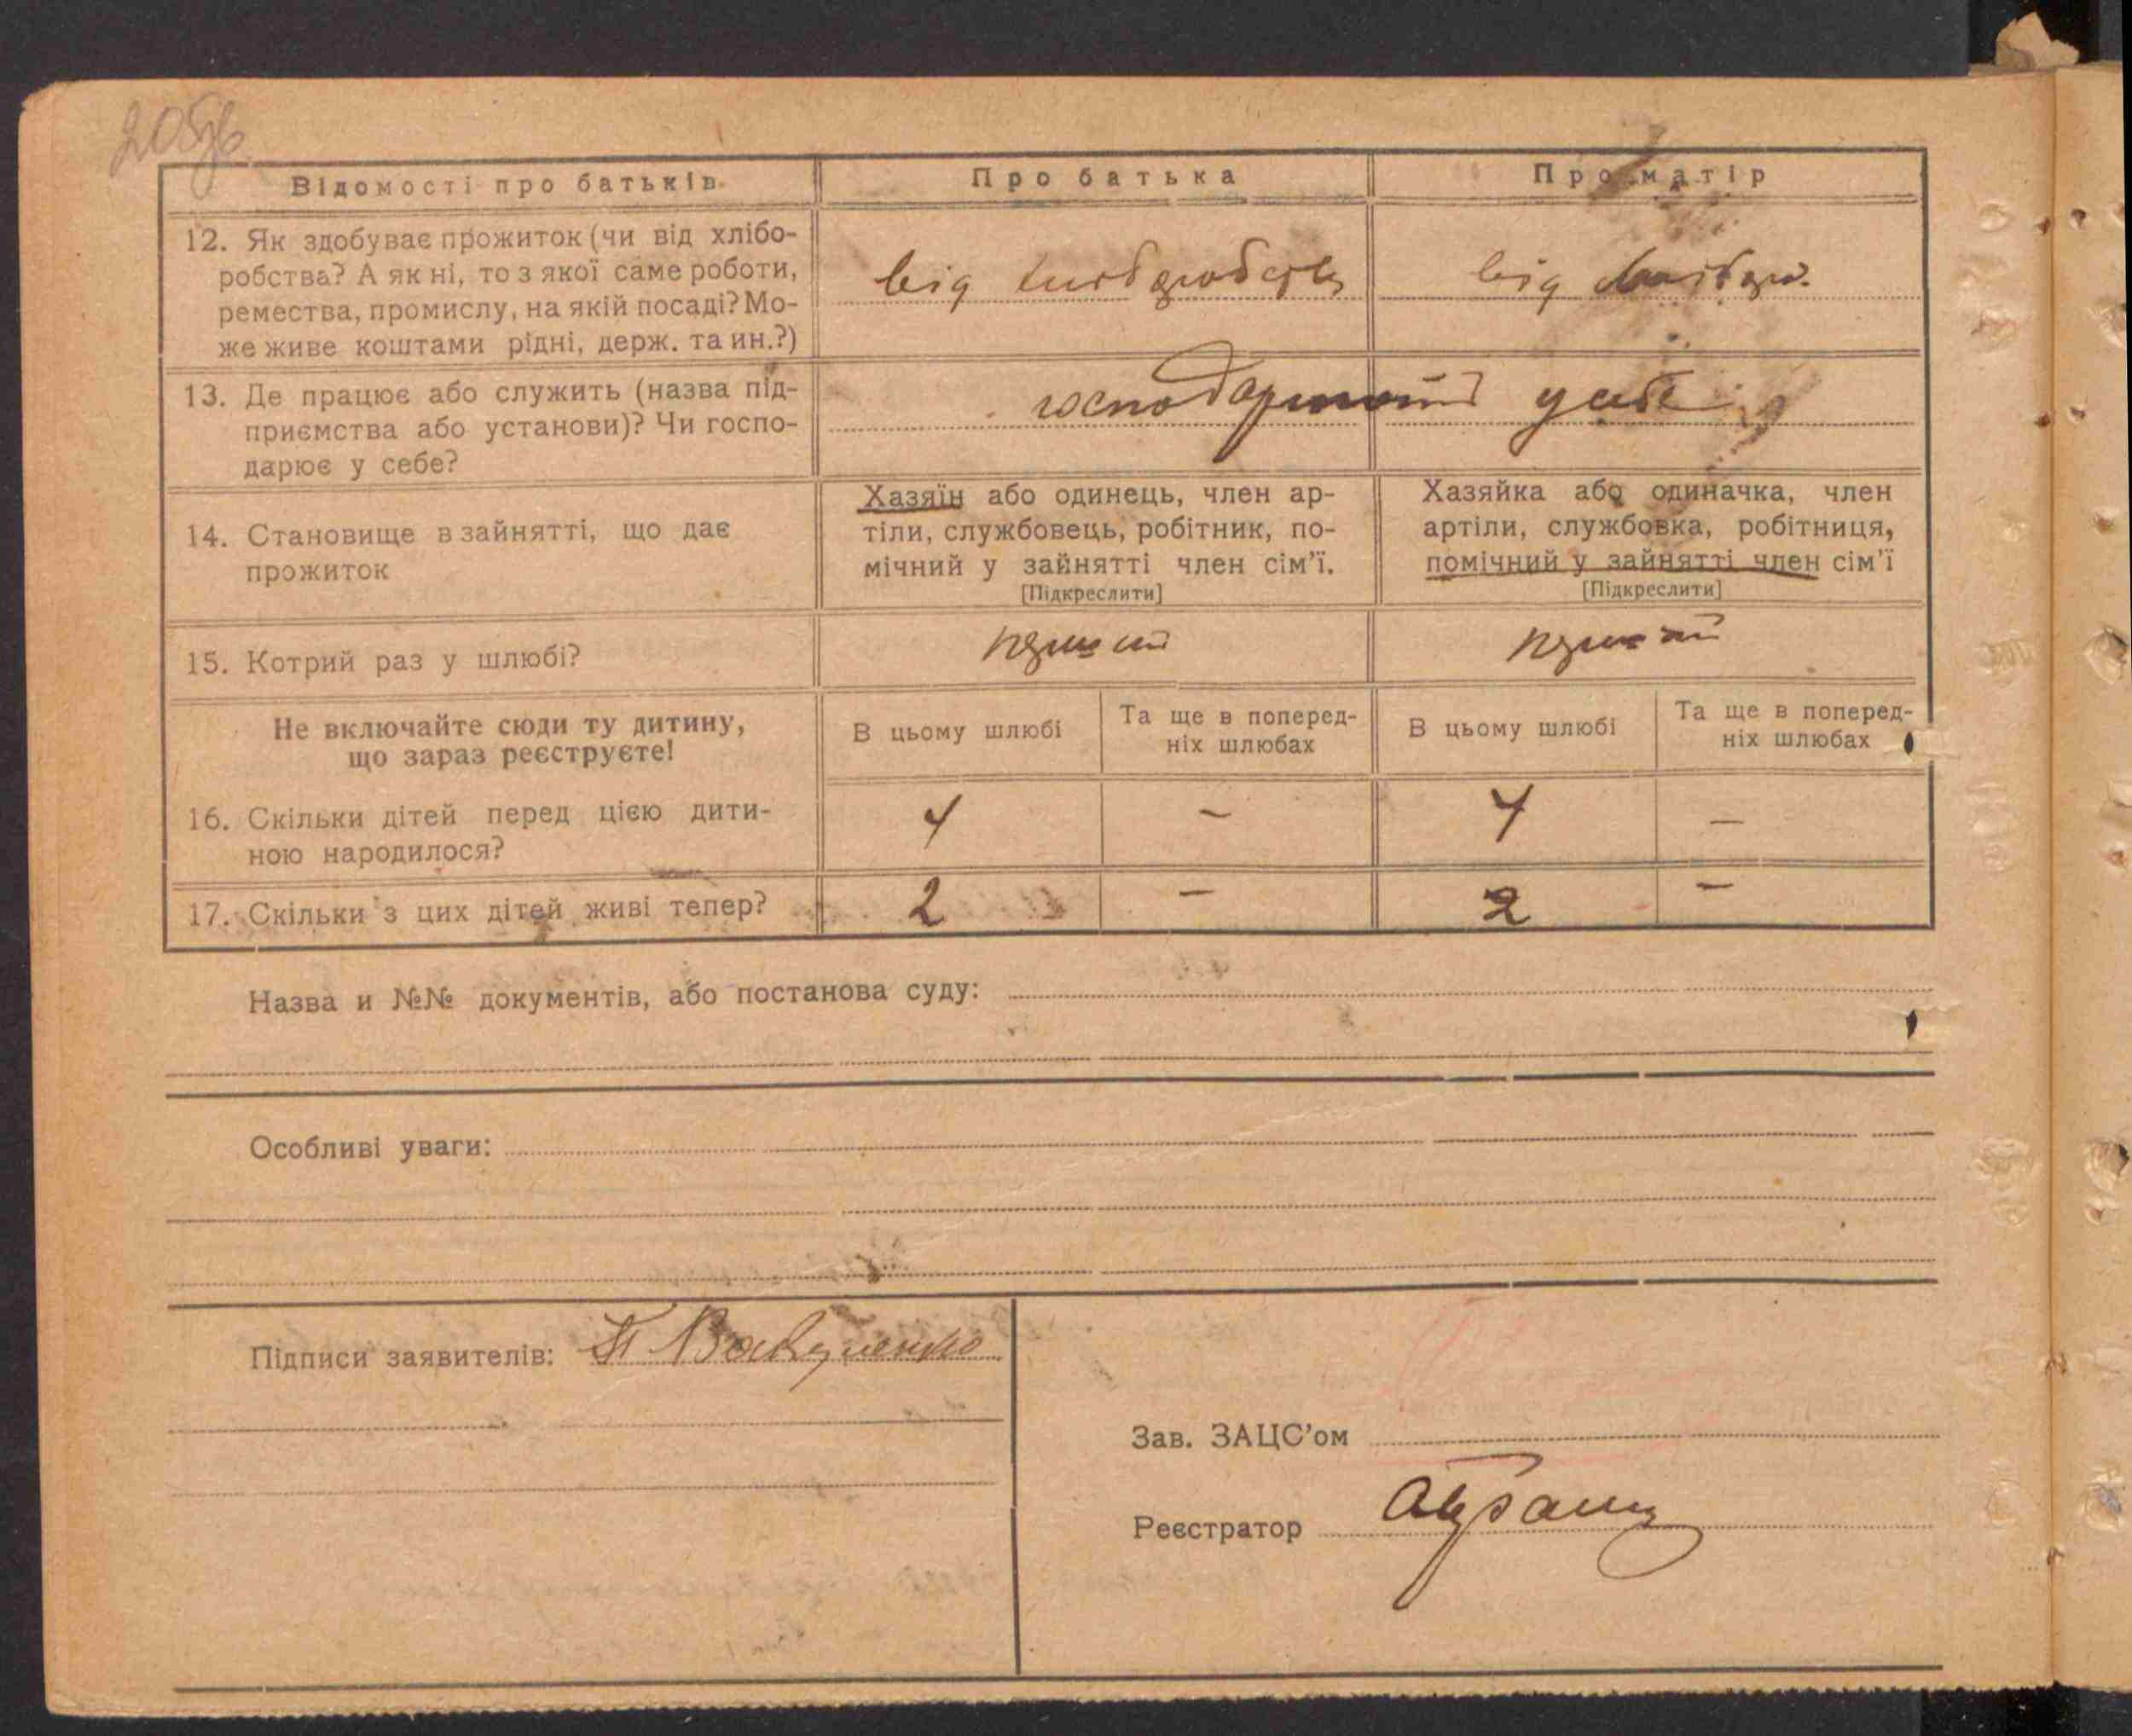 Відомості про батьків
Про батька
Про матір
12. Як здобуває прожиток (чи від хлібо-
робства? А як ні, то з якої саме роботи,
ремества, промислу, на якій посаді? Мо-
же живе коштами рідні, держ. та ин.?)
від хліборобства
від хлібор.
13. Де працює або служить (назва під-
приємства або установи)? Чи госпо-
дарює у себе?
у себе
14. Становище в зайнятті, що дає
прожиток
Хазяїн або одинець, член ар-
тіли, службовець, робітник, по-
мічний у зайнятті член сім'ї.
[Підкреслити]
Хазяйка або одиначка, член
артіли, службовка, робітниця,
помічний у зайнятті член сім'ї
[Підкреслити]
15. Котрий раз у шлюбі?
перший
перший
Не включайте сюди ту дитину,
що зараз реєструєте!
В цьому шлюбі
Та ще в поперед-
ніх шлюбах
В цьому шлюбі
Та ще в поперед-
ніх шлюбах
16. Скільки дітей перед цією дити-
ною народилося?
4
–
4
–
17. Скільки з цих дітей живі тепер?
2
–
2
–
Назва и №№ документів, або постанова суду:
Особливі уваги:
Підписи заявителів:
Вакуленко
Зав. ЗАЦС'ом
Реєстратор